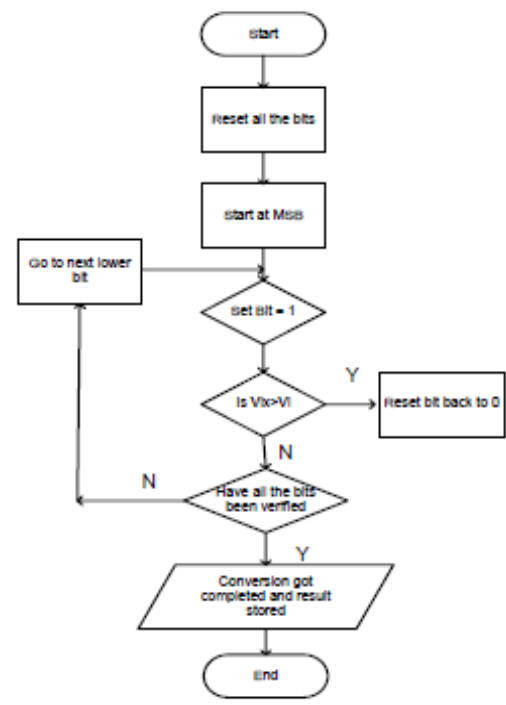 Start
Reset all the bits
Start at MSB
Go to next lower
bit
Set Bit = 1
Is Vix>Vi
Y
Reset bit back to 0
N
Have all the bits
been verified
N
Y
Conversion got
completed and result
stored
End